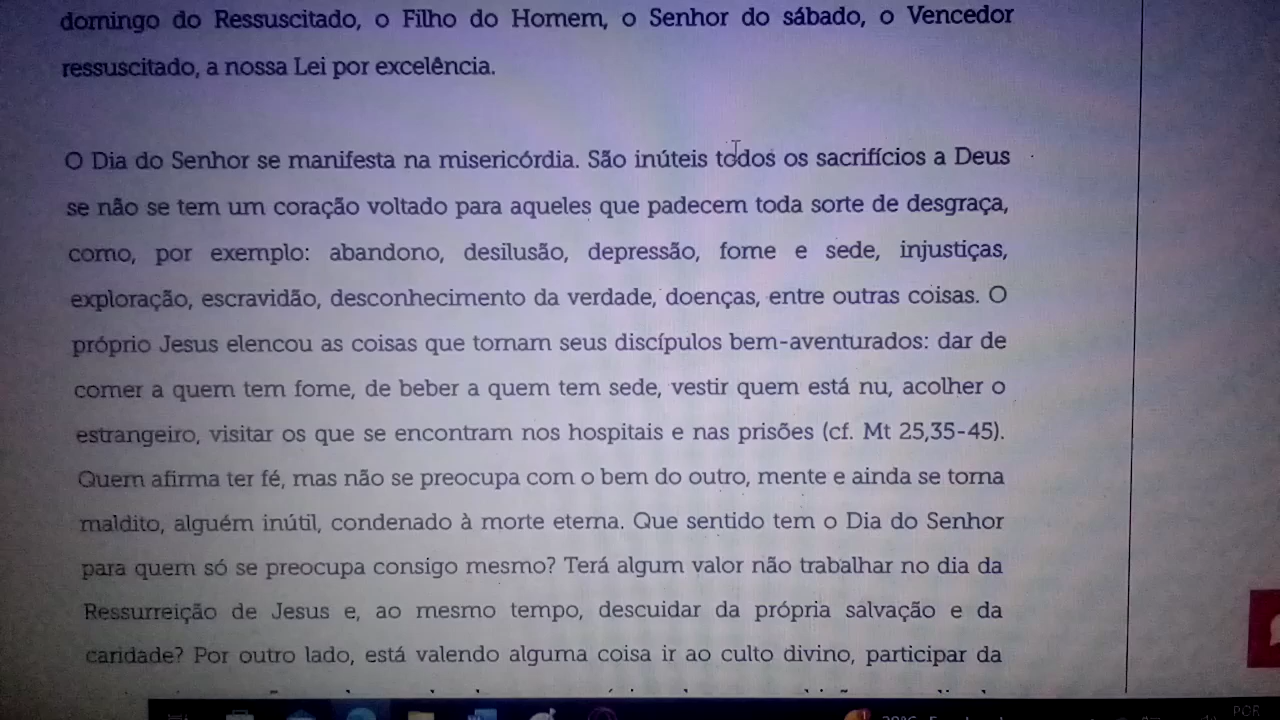 domingo do Ressuscitado, o Filho do Homem, o Senhor do sábado, o Vencedor
ressuscitado, a nossa Lei por excelência.
O Dia do Senhor se manifesta na misericórdia. São inúteis todos os sacrifícios a Deus
se não se tem um coração voltado para aqueles que padecem toda sorte de desgraça,
como, por exemplo: abandono, desilusão, depressão, fome e sede, injustiças,
exploração, escravidão, desconhecimento da verdade, doenças, entre outras coisas. O
próprio Jesus elencou as coisas que tornam seus discípulos bem-aventurados: dar de
comer a quem tem fome, de beber a quem tem sede, vestir quem está nu, acolher o
estrangeiro, visitar os que se encontram nos hospitais e nas prisões (cf. Mt 25,35-45).
Quem afirma ter fé, mas não se preocupa com o bem do outro, mente e ainda se torna
maldito, alguém inútil, condenado à morte eterna. Que sentido tem o Dia do Senhor
para quem só se preocupa consigo mesmo? Terá algum valor não trabalhar no dia da
Ressurreição de Jesus e, ao mesmo tempo, descuidar da própria salvação e da
caridade? Por outro lado, está valendo alguma coisa ir ao culto divino, participar da
POR